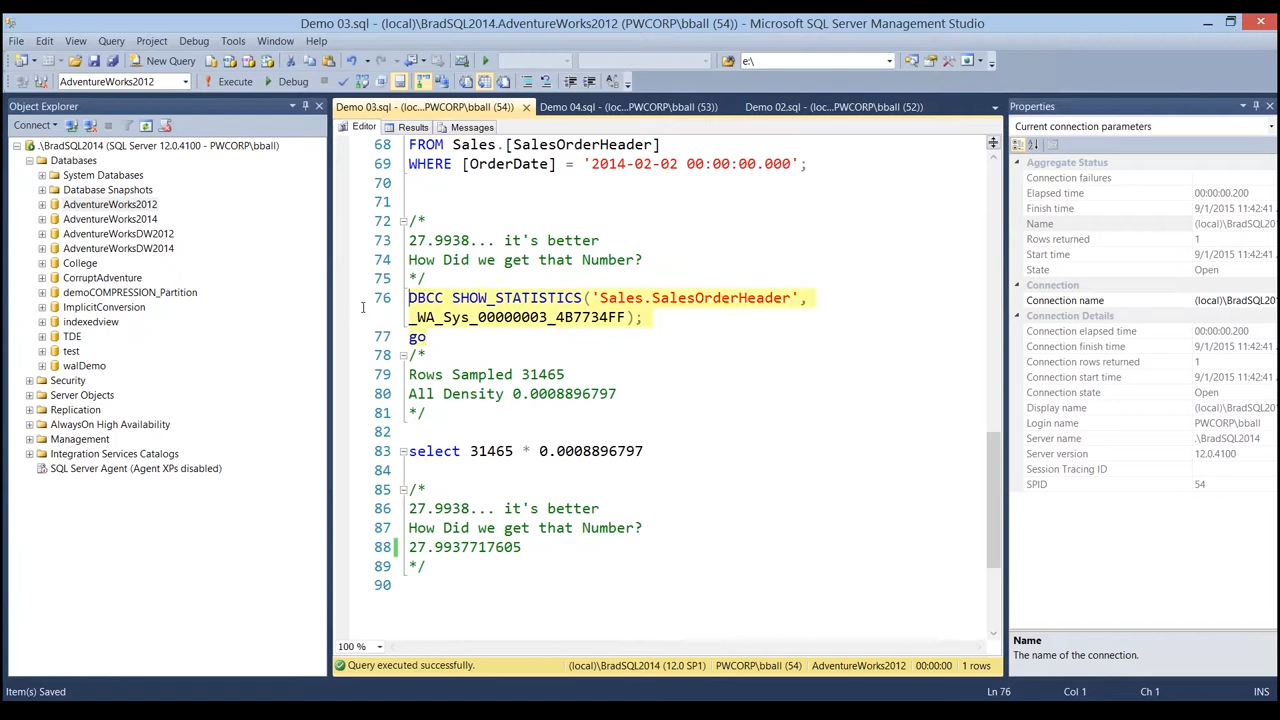 Demo 03.sql - (local)\BradSQL2014.AdventureWorks2012 (PWCORP\bball (54)) - Microsoft SQL Server Management Studio
File Edit View Query Project Debug Tools Window Help
New Query e:\
AdventureWorks2012 Execute Debug
Object Explorer
Connect
.\BradSQL2014 (SQL Server 12.0.4100 - PWCORP\bball)
Databases
System Databases
Database Snapshots
AdventureWorks2012
AdventureWorks2014
AdventureWorksDW2012
AdventureWorksDW2014
College
CorruptAdventure
demoCOMPRESSION_Partition
ImplicitConversion
indexedview
TDE
test
walDemo
Security
Server Objects
Replication
AlwaysOn High Availability
Management
Integration Services Catalogs
SQL Server Agent (Agent XPs disabled)
Demo 03.sql - (loc...PWCORP\bball (54)) Demo 04.sql - (loc...PWCORP\bball (53)) Demo 02.sql - (loc...PWCORP\bball (52))
Editor Results Messages
68 FROM Sales.[SalesOrderHeader]
69 WHERE [OrderDate] = '2014-02-02 00:00:00.000';
70
71
72 /*
73 27.9938... it's better
74 How Did we get that Number?
75 */
76 DBCC SHOW_STATISTICS('Sales.SalesOrderHeader',
_WA_Sys_00000003_4B7734FF);
77 go
78 /*
79 Rows Sampled 31465
80 All Density 0.0008896797
81 */
82
83 select 31465 * 0.0008896797
84
85 /*
86 27.9938... it's better
87 How Did we get that Number?
88 27.9937717605
89 */
90
100 %
Query executed successfully. (local)\BradSQL2014 (12.0 SP1) PWCORP\bball (54) AdventureWorks2012 00:00:00 1 rows
Properties
Current connection parameters
Aggregate Status
Connection failures
Elapsed time 00:00:00.200
Finish time 9/1/2015 11:42:41
Name (local)\BradSQL20
Rows returned 1
Start time 9/1/2015 11:42:41
State Open
Connection
Connection name (local)\BradSQL20
Connection Details
Connection elapsed 00:00:00.200
Connection finish time 9/1/2015 11:42:41
Connection rows returned 1
Connection start time 9/1/2015 11:42:41
Connection state Open
Display name (local)\BradSQL20
Login name PWCORP\bball
Server name .\BradSQL2014
Server version 12.0.4100
Session Tracing ID
SPID 54
Name
The name of the connection.
Item(s) Saved Ln 76 Col 1 Ch 1 INS